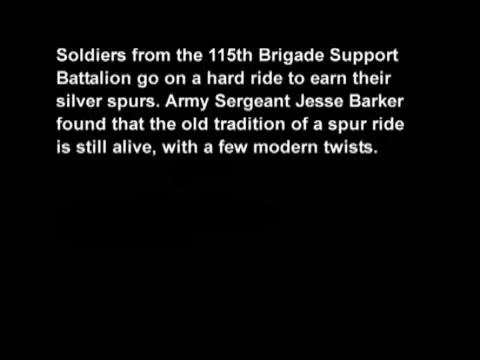 Soldiers from the 115th Brigade Support
Battalion go on a hard ride to earn their
silver spurs. Army Sergeant Jesse Barker
found that the old tradition of a spur ride
is still alive, with a few modern twists.